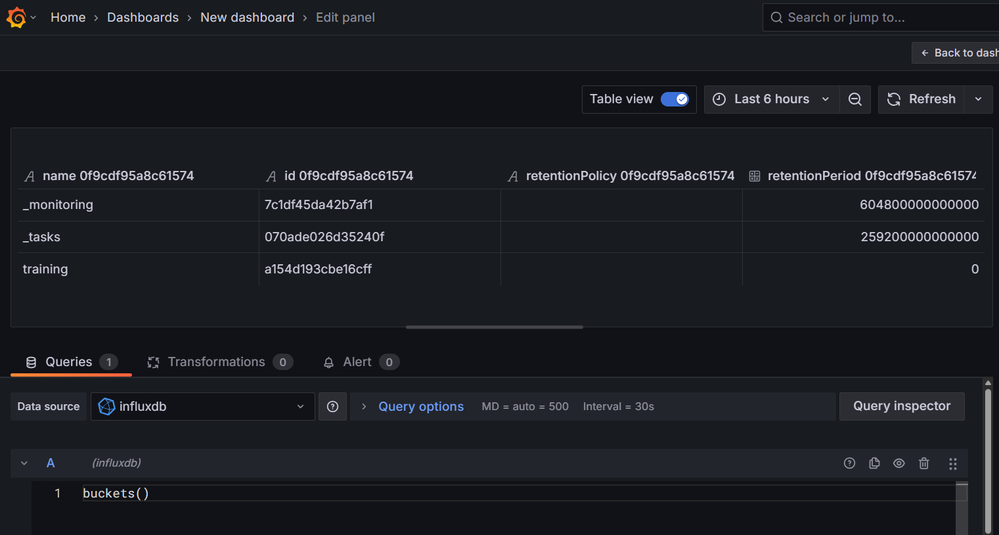 Home › Dashboards › New dashboard › Edit panel
Search or jump to...
← Back to dash
Table view
Last 6 hours
Refresh
name 0f9cdf95a8c61574
id 0f9cdf95a8c61574
retentionPolicy 0f9cdf95a8c61574
retentionPeriod 0f9cdf95a8c61574
_monitoring 7c1df45da42b7af1 604800000000000
_tasks 070ade026d35240f 259200000000000
training a154d193cbe16cff 0
Queries 1 Transformations 0 Alert 0
Data source influxdb Query options MD = auto = 500 Interval = 30s Query inspector
A (influxdb)
1 buckets()